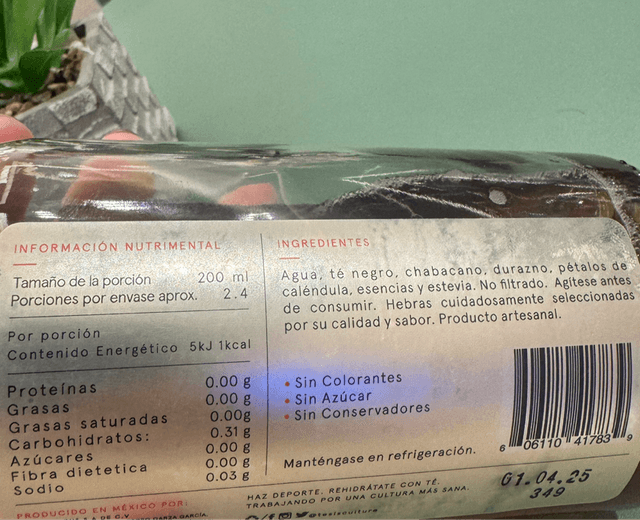 INFORMACIÓN NUTRIMENTAL
Tamaño de la porción 200 ml
Porciones por envase aprox. 2.4
Por porción
Contenido Energético 5kJ 1kcal
Proteínas 0.00 g
Grasas 0.00 g
Grasas saturadas 0.00g
Carbohidratos: 0.31 g
Azúcares 0.00 g
Fibra dietetica 0.00 g
Sodio 0.03 g
PRODUCIDO EN MÉXICO POR:
INGREDIENTES
Agua, té negro, chabacano, durazno, pétalos de
caléndula, esencias y estevia. No filtrado. Agítese antes
de consumir. Hebras cuidadosamente seleccionadas
por su calidad y sabor. Producto artesanal.
• Sin Colorantes
• Sin Azúcar
• Sin Conservadores
Manténgase en refrigeración.
6 06110 41783 9
HAZ DEPORTE. REHIDRÁTATE CON TÉ.
TRABAJANDO POR UNA CULTURA MÁS SANA.
01.04.25
349